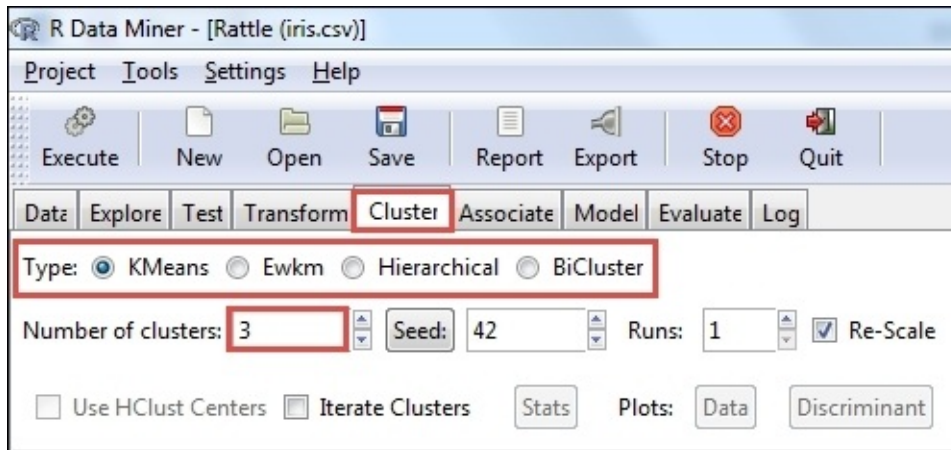 R Data Miner - [Rattle (iris.csv)]
Project Tools Settings Help
Execute New Open Save Report Export Stop Quit
Data Explore Test Transform Cluster Associate Model Evaluate Log
Type: KMeans Ewkm Hierarchical BiCluster
Number of clusters: 3 Seed: 42 Runs: 1 Re-Scale
Use HClust Centers Iterate Clusters Stats Plots: Data Discriminant